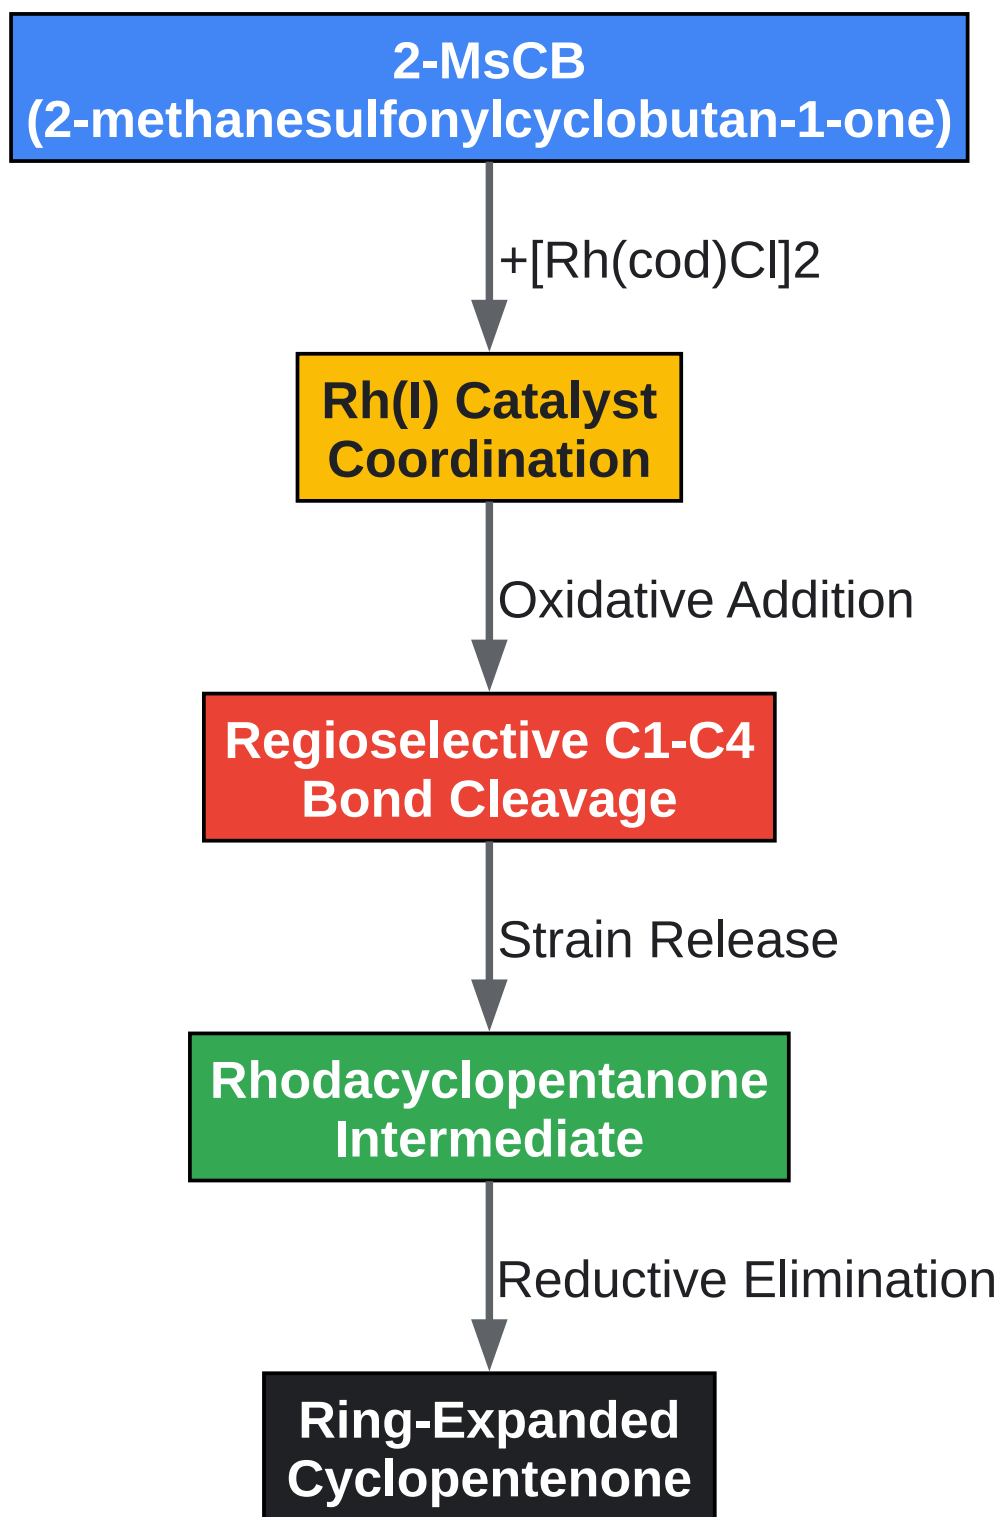 2-MsCB
(2-methanesulfonylcyclobutan-1-one)
+[Rh(cod)Cl]2
Rh(I) Catalyst
Coordination
Oxidative Addition
Regioselective C1-C4
Bond Cleavage
Strain Release
Rhodacyclopentanone
Intermediate
Reductive Elimination
Ring-Expanded
Cyclopentenone